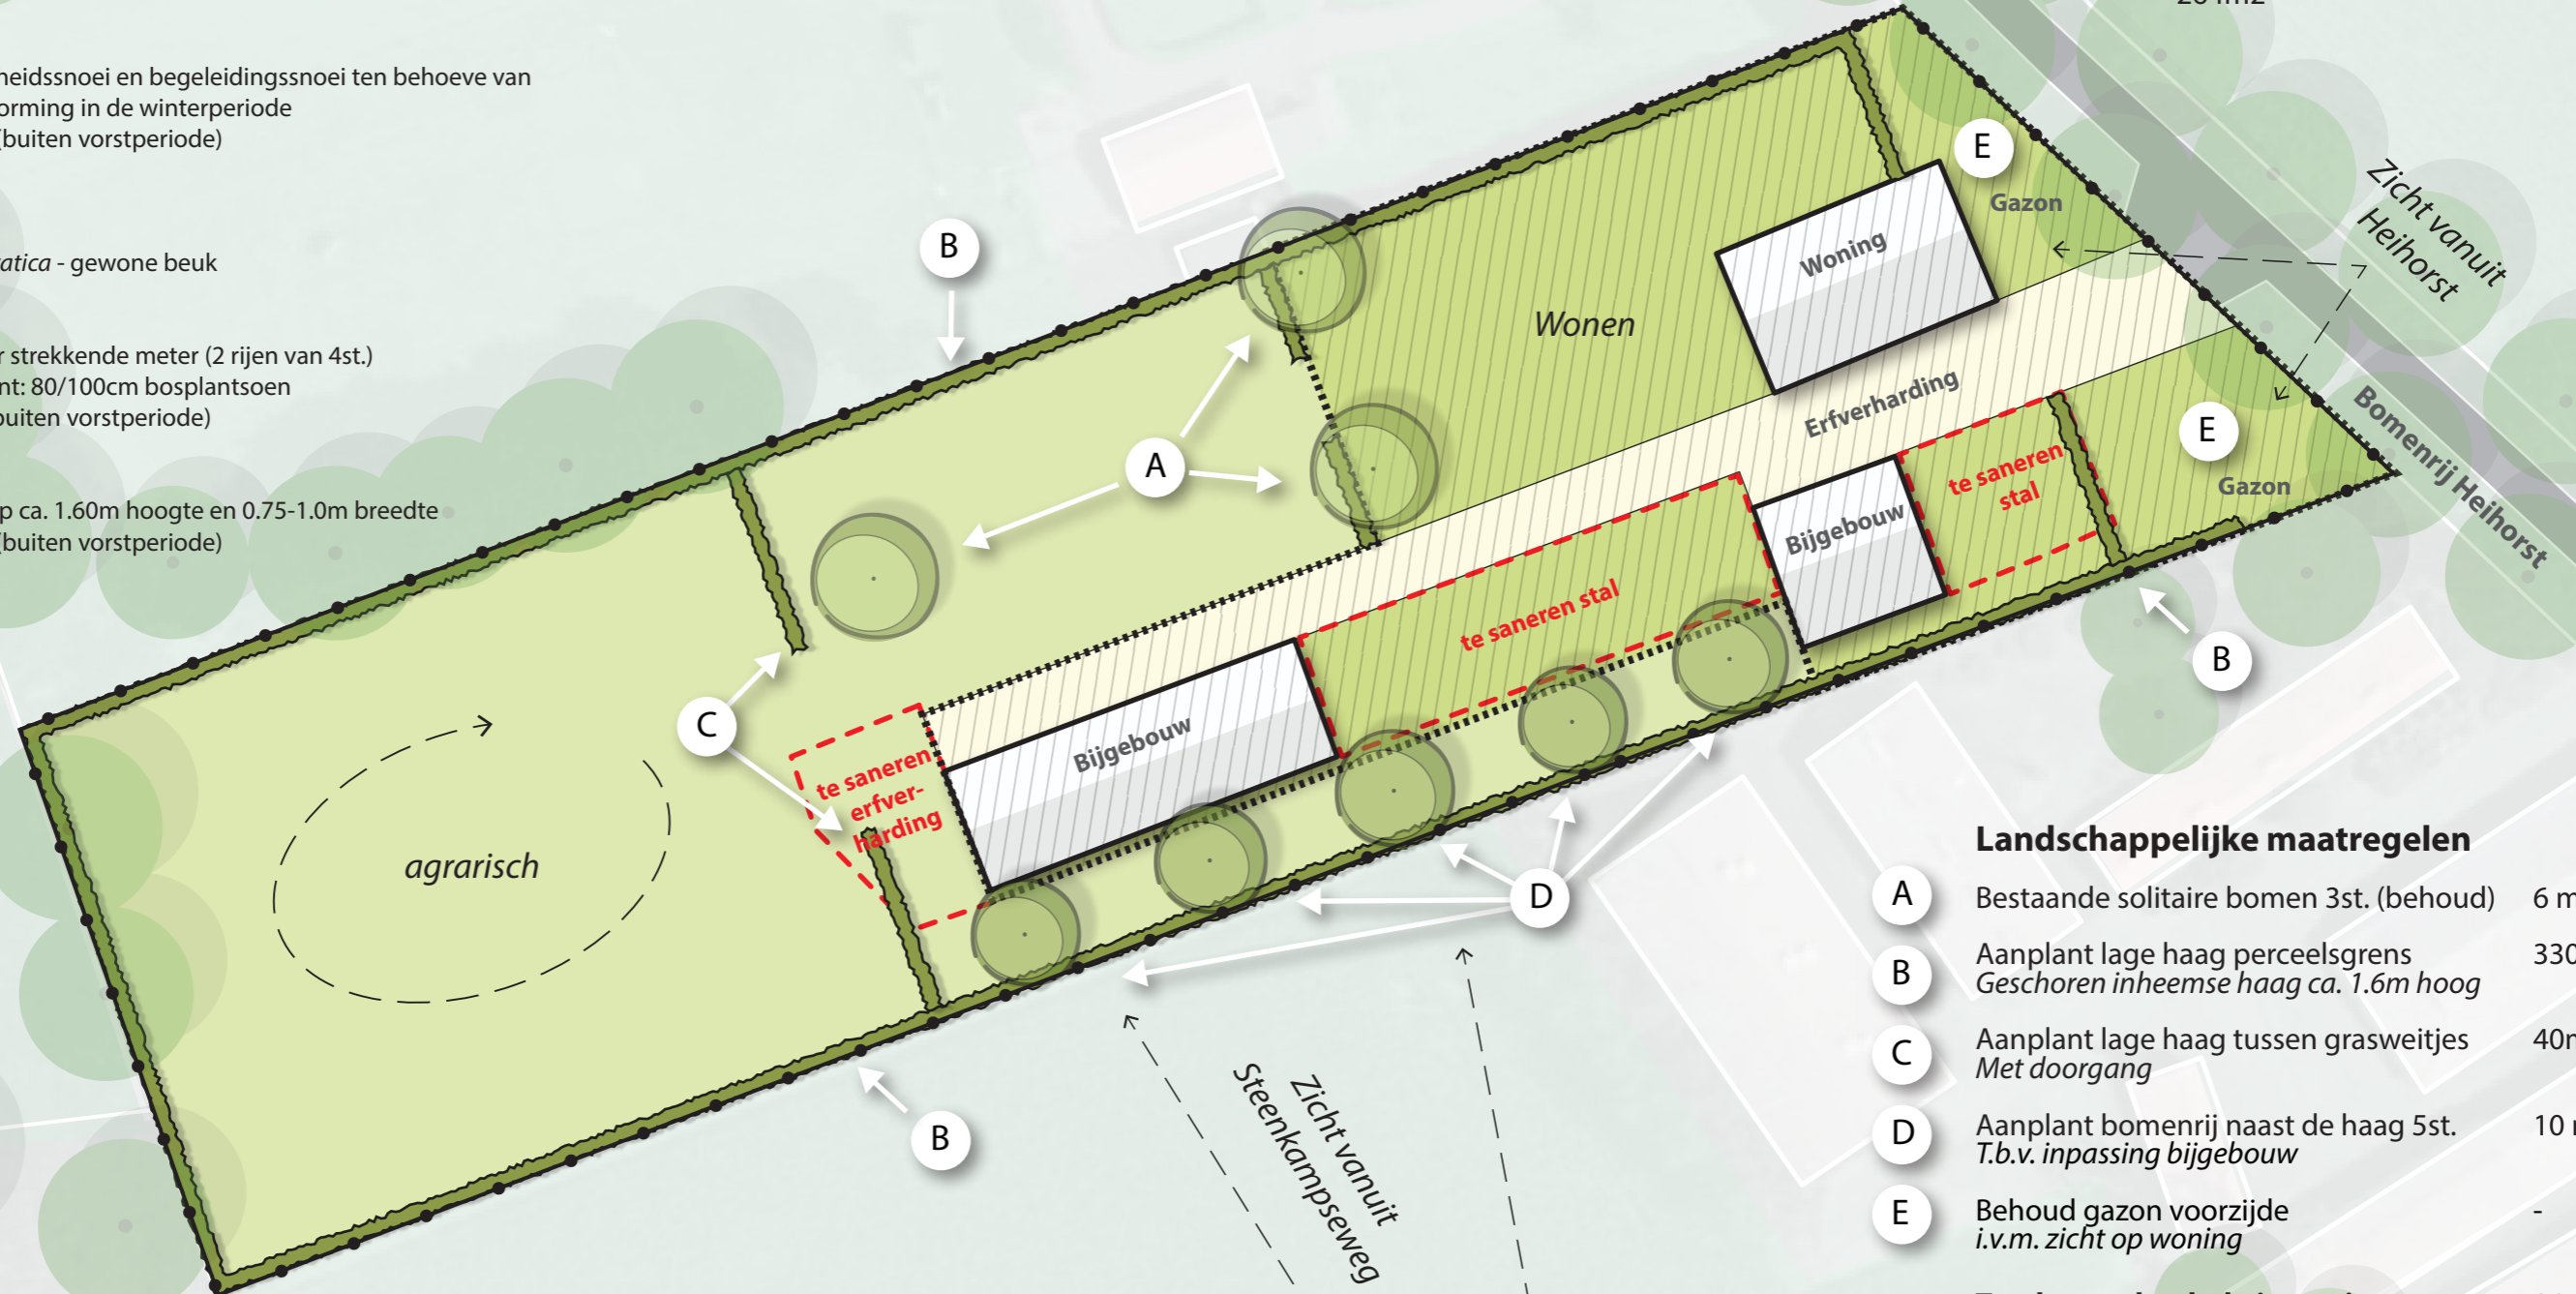 heidssnoei en begeleidingssnoei ten behoeve van
orming in de winterperiode
(buiten vorstperiode)
atica - gewone beuk
r strekkende meter (2 rijen van 4st.)
nt: 80/100cm bosplantsoen
buiten vorstperiode)
p ca. 1.60m hoogte en 0.75-1.0m breedte
(buiten vorstperiode)
B
A
C
D
B
B
E
E
Gazon
Gazon
Woning
Wonen
Erfverharding
Bijgebouw
Bijgebouw
te saneren
stal
te saneren stal
te saneren
erfver-
harding
agrarisch
Zicht vanuit
Heihorst
Bomenrij Heihorst
Zicht vanuit
Steenkampseweg
Landschappelijke maatregelen
A Bestaande solitaire bomen 3st. (behoud) 6 m
B Aanplant lage haag perceelsgrens 330
Geschoren inheemse haag ca. 1.6m hoog
C Aanplant lage haag tussen grasweitjes 40m
Met doorgang
D Aanplant bomenrij naast de haag 5st. 10
T.b.v. inpassing bijgebouw
E Behoud gazon voorzijde -
i.v.m. zicht op woning